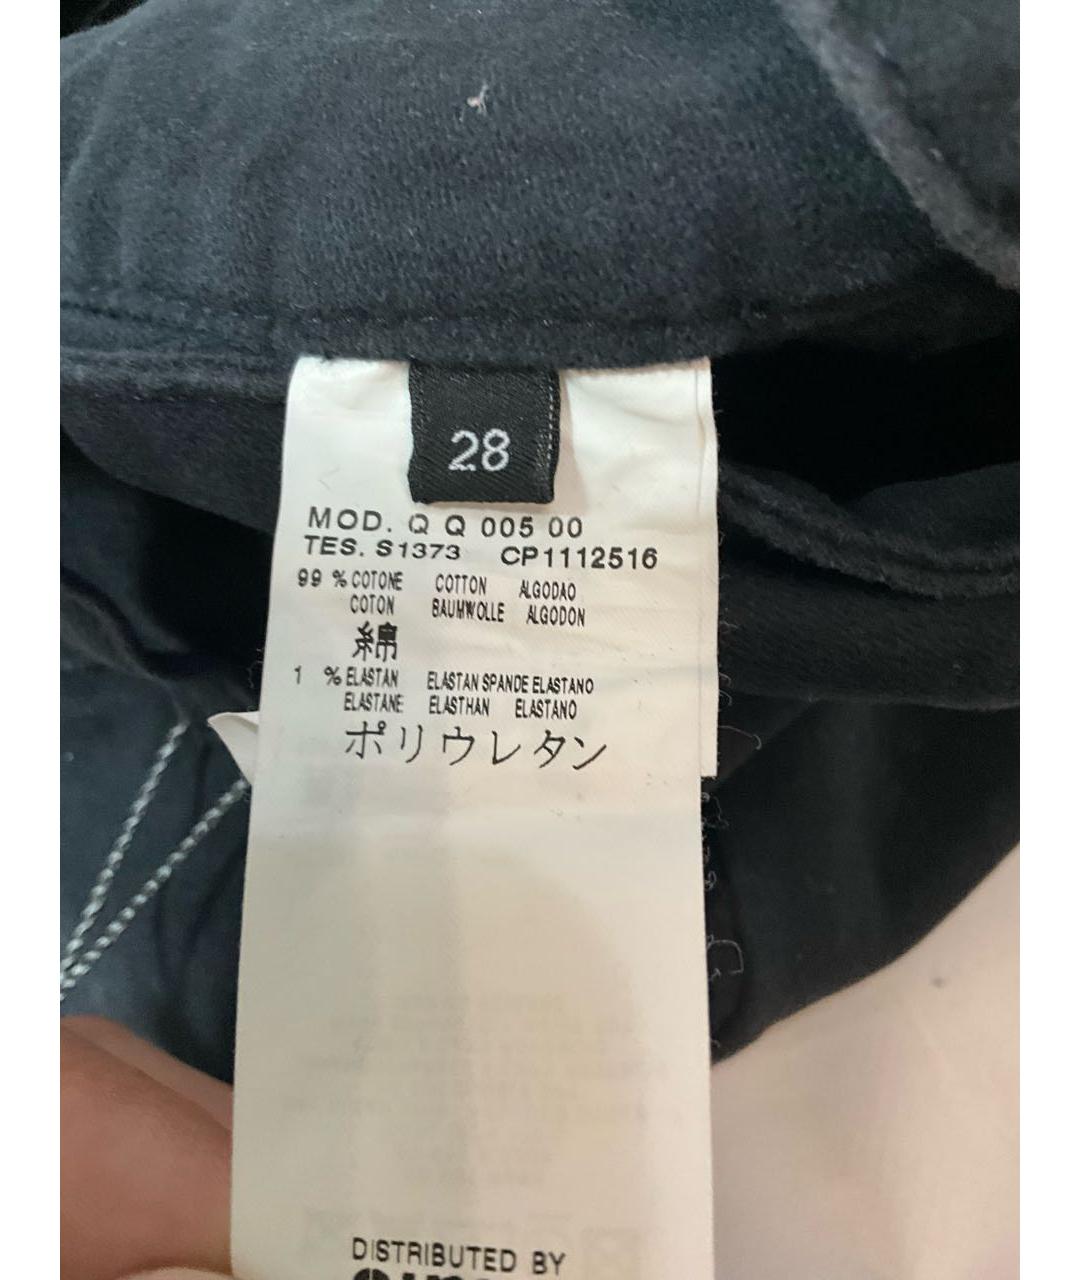 28
MOD. Q Q 005 00
TES. S1373 CP1112516
99 % COTONE COTTON ALGODAO
COTON BAUMWOLLE ALGODON
綿
1 % ELASTAN ELASTAN SPANDE ELASTANO
ELASTANE ELASTHAN ELASTANO
ポリウレタン
DISTRIBUTED BY